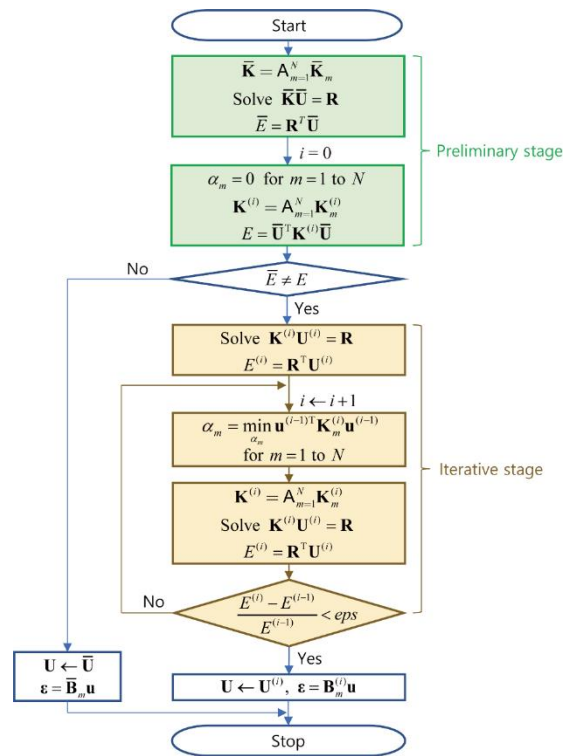 Start
K̄ = A_{m=1}^{N} K̄_m
Solve K̄Ū = R
Ē = R^T Ū
i = 0
α_m = 0 for m = 1 to N
K^{(i)} = A_{m=1}^{N} K_m^{(i)}
E = Ū^T K^{(i)} Ū
Preliminary stage
Ē ≠ E
No
Yes
Solve K^{(i)}U^{(i)} = R
E^{(i)} = R^T U^{(i)}
i ← i+1
α_m = min_{α_m} u^{(i-1)T} K_m^{(i)} u^{(i-1)}
for m = 1 to N
K^{(i)} = A_{m=1}^{N} K_m^{(i)}
Solve K^{(i)}U^{(i)} = R
E^{(i)} = R^T U^{(i)}
Iterative stage
(E^{(i)} − E^{(i-1)}) / E^{(i-1)} < eps
No
Yes
U ← Ū
ε = B̄_m u
U ← U^{(i)}, ε = B_m^{(i)} u
Stop